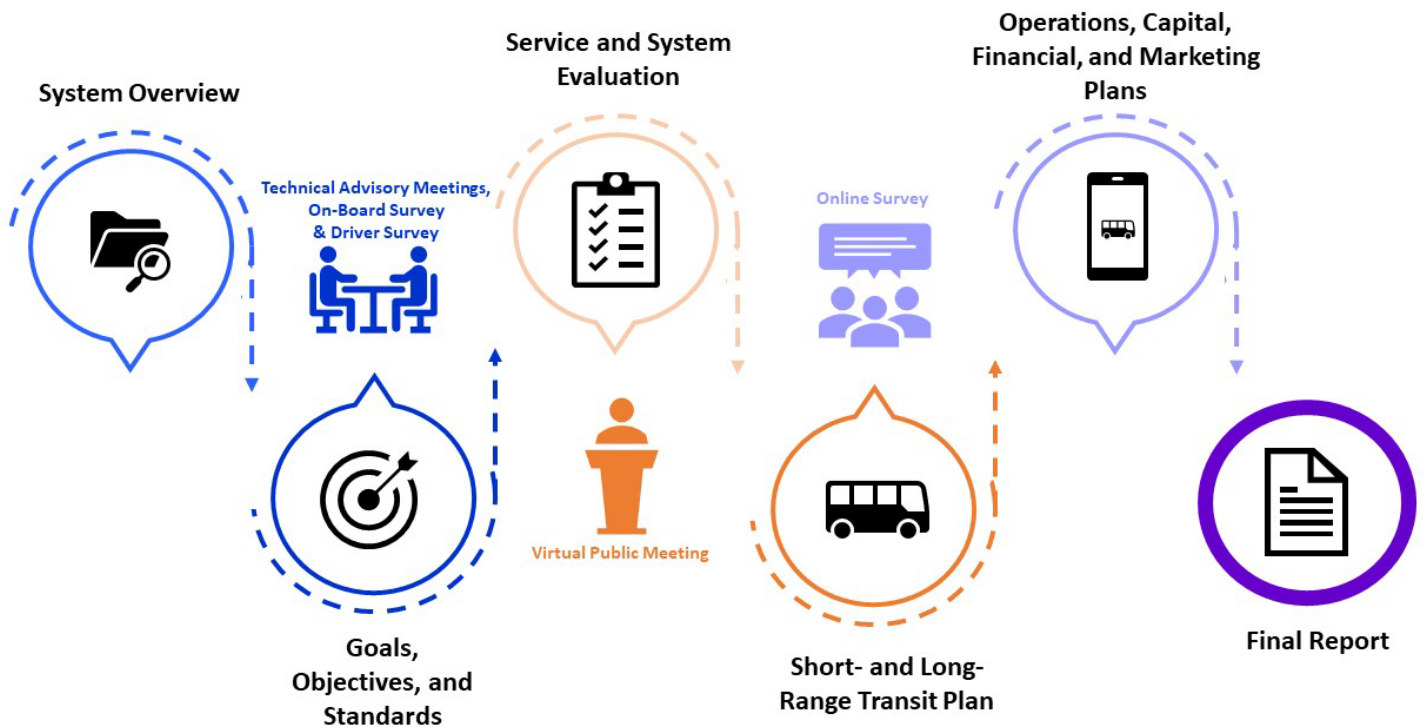 System Overview
Technical Advisory Meetings,
On-Board Survey
& Driver Survey
Goals,
Objectives, and
Standards
Service and System
Evaluation
Virtual Public Meeting
Online Survey
Short- and Long-
Range Transit Plan
Operations, Capital,
Financial, and Marketing
Plans
Final Report